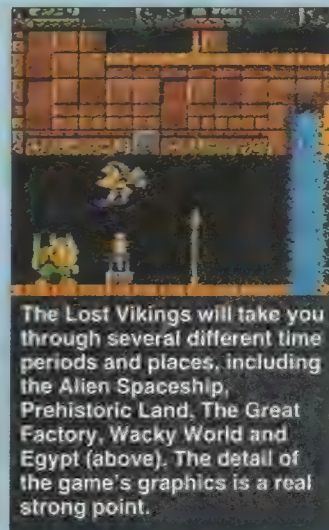 The Lost Vikings will take you
through several different time
periods and places, including
the Alien Spaceship,
Prehistoric Land, The Great
Factory, Wacky World and
Egypt (above). The detail of
the game's graphics is a real
strong point.